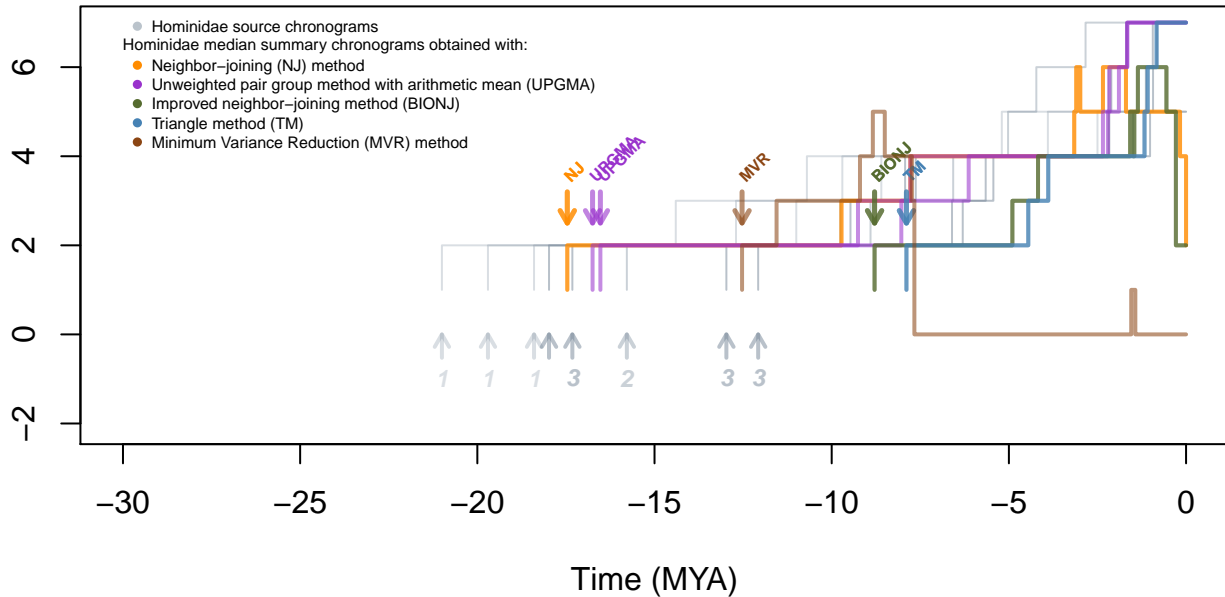 Hominidae source chronograms
Hominidae median summary chronograms obtained with:
Neighbor−joining (NJ) method
Unweighted pair group method with arithmetic mean (UPGMA)
Improved neighbor−joining method (BIONJ)
Triangle method (TM)
Minimum Variance Reduction (MVR) method
NJ
UPGMA
UPGMA
MVR
BIONJ
TM
6
4
2
0
−2
1 1 1 3 2 3 3
−30 −25 −20 −15 −10 −5 0
Time (MYA)